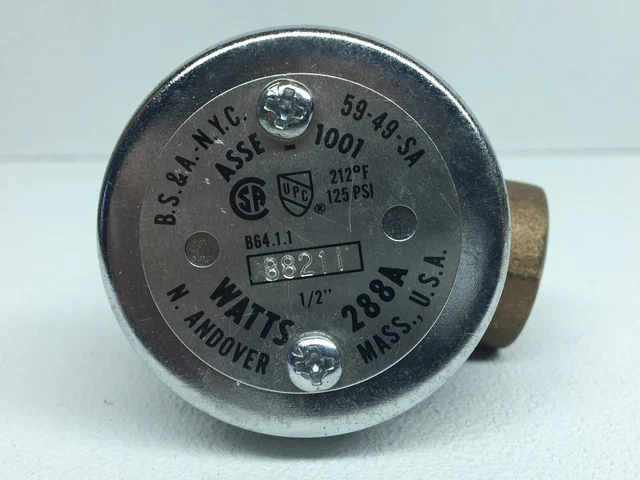 B.S.&A.-N.Y.C. 59-49-SA
ASSE - 1001
SA UPC ® 212°F
125 PSI
B64.1.1
88211
1/2"
WATTS 288A
N. ANDOVER MASS., U.S.A.